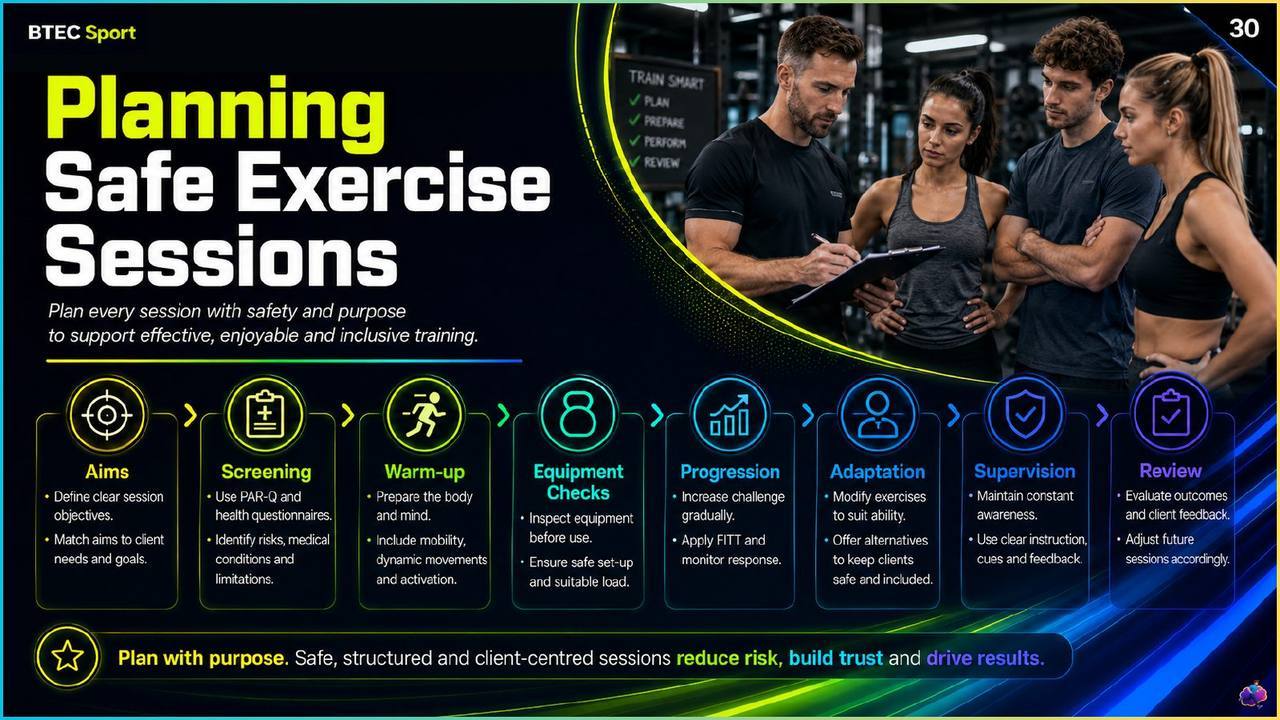 BTEC Sport
30
Planning
Safe Exercise
Sessions
Plan every session with safety and purpose
to support effective, enjoyable and inclusive training.
TRAIN SMART
✓ PLAN
✓ PREPARE
✓ PERFORM
✓ REVIEW
Aims
• Define clear session
objectives.
• Match aims to client
needs and goals.
Screening
• Use PAR-Q and
health questionnaires.
• Identify risks, medical
conditions and
limitations.
Warm-up
• Prepare the body
and mind.
• Include mobility,
dynamic movements
and activation.
Equipment
Checks
• Inspect equipment
before use.
• Ensure safe set-up
and suitable load.
Progression
• Increase challenge
gradually.
• Apply FITT and
monitor response.
Adaptation
• Modify exercises
to suit ability.
• Offer alternatives
to keep clients
safe and included.
Supervision
• Maintain constant
awareness.
• Use clear instruction,
cues and feedback.
Review
• Evaluate outcomes
and client feedback.
• Adjust future
sessions accordingly.
Plan with purpose. Safe, structured and client-centred sessions reduce risk, build trust and drive results.